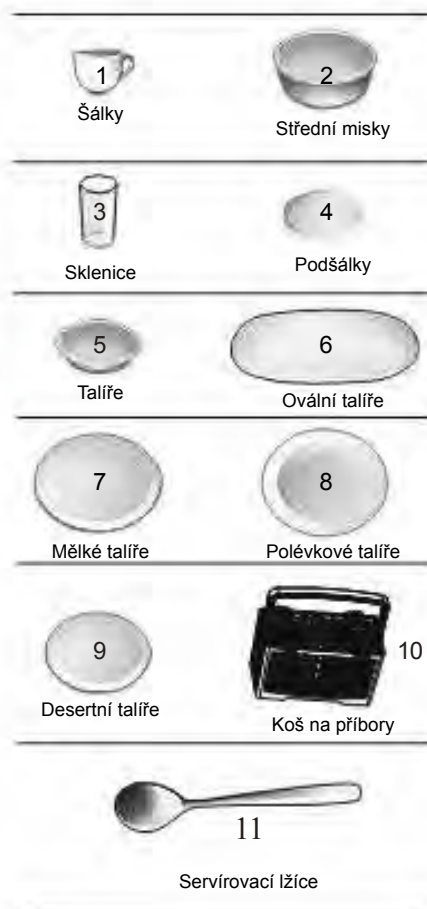 1 2
Šálky Střední misky
3 4
Sklenice Podšálky
5 6
Talíře Ovální talíře
7 8
Mělké talíře Polévkové talíře
9 10
Desertní talíře Koš na příbory
11
Servírovací lžíce